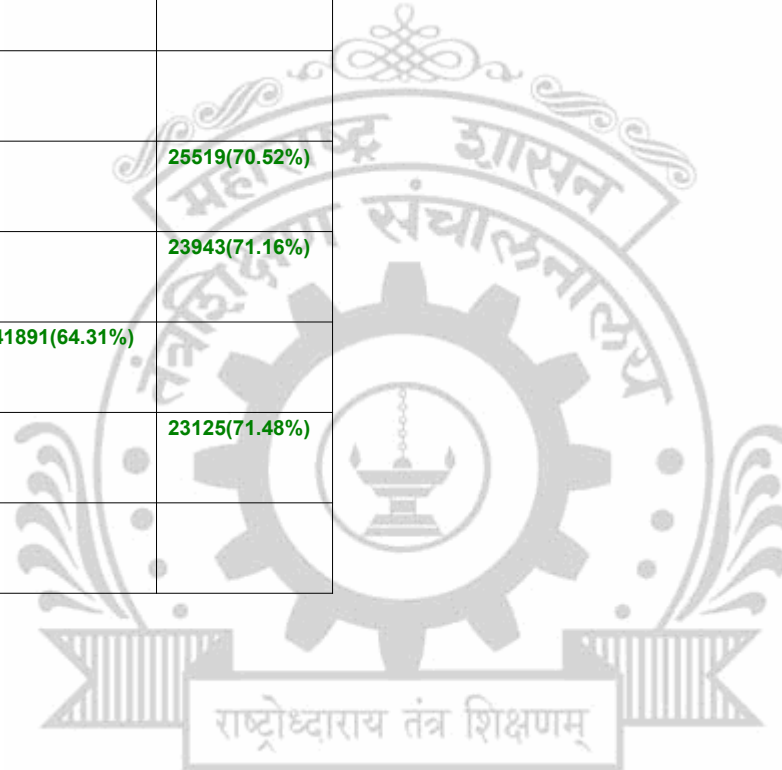 महाराष्ट्र शासन
25519(70.52%)
तंत्रशिक्षण संचालनालय
23943(71.16%)
41891(64.31%)
23125(71.48%)
राष्ट्रोध्दाराय तंत्र शिक्षणम्